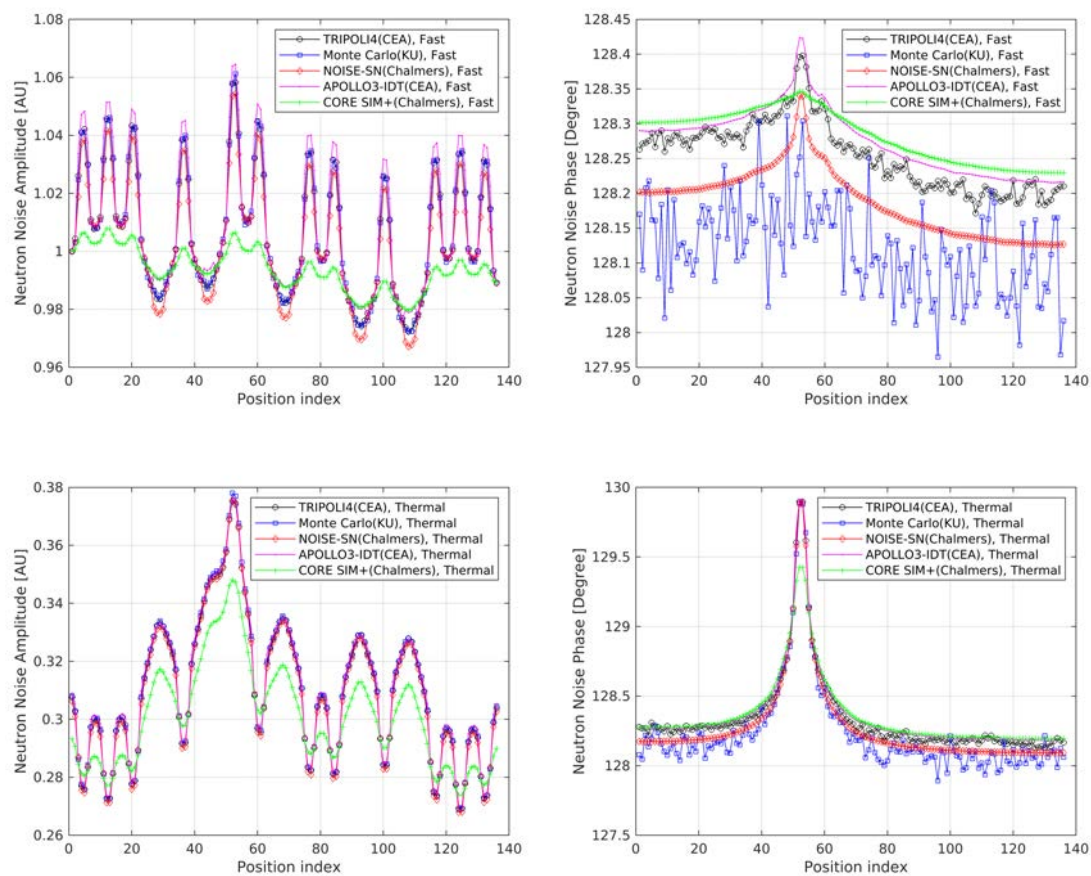 1.08
1.06
1.04
1.02
1
0.98
0.96
0 20 40 60 80 100 120 140
Neutron Noise Amplitude [AU]
Position index
TRIPOLI4(CEA), Fast
Monte Carlo(KU), Fast
NOISE-SN(Chalmers), Fast
APOLLO3-IDT(CEA), Fast
CORE SIM+(Chalmers), Fast
128.45
128.4
128.35
128.3
128.25
128.2
128.15
128.1
128.05
128
127.95
0 20 40 60 80 100 120 140
Neutron Noise Phase [Degree]
Position index
TRIPOLI4(CEA), Fast
Monte Carlo(KU), Fast
NOISE-SN(Chalmers), Fast
APOLLO3-IDT(CEA), Fast
CORE SIM+(Chalmers), Fast
0.38
0.36
0.34
0.32
0.3
0.28
0.26
0 20 40 60 80 100 120 140
Neutron Noise Amplitude [AU]
Position index
TRIPOLI4(CEA), Thermal
Monte Carlo(KU), Thermal
NOISE-SN(Chalmers), Thermal
APOLLO3-IDT(CEA), Thermal
CORE SIM+(Chalmers), Thermal
130
129.5
129
128.5
128
127.5
0 20 40 60 80 100 120 140
Neutron Noise Phase [Degree]
Position index
TRIPOLI4(CEA), Thermal
Monte Carlo(KU), Thermal
NOISE-SN(Chalmers), Thermal
APOLLO3-IDT(CEA), Thermal
CORE SIM+(Chalmers), Thermal